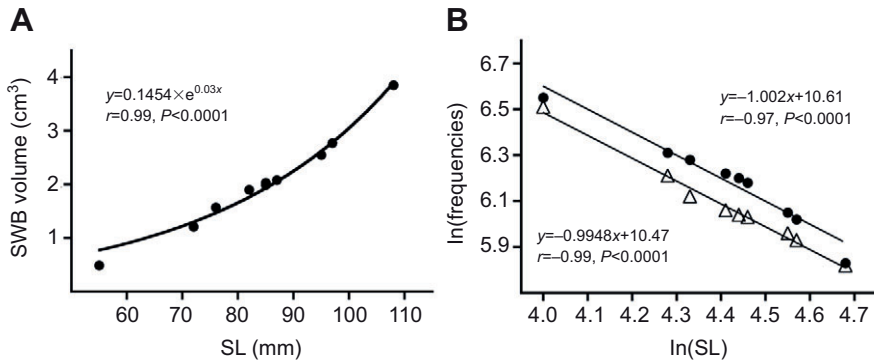 A
B
SWB volume (cm³)
4
3
2
1
y=0.1454×e^0.03x
r=0.99, P<0.0001
60 70 80 90 100 110
SL (mm)
ln(frequencies)
6.7
6.5
6.3
6.1
5.9
y=–1.002x+10.61
r=–0.97, P<0.0001
y=–0.9948x+10.47
r=–0.99, P<0.0001
4.0 4.1 4.2 4.3 4.4 4.5 4.6 4.7
ln(SL)